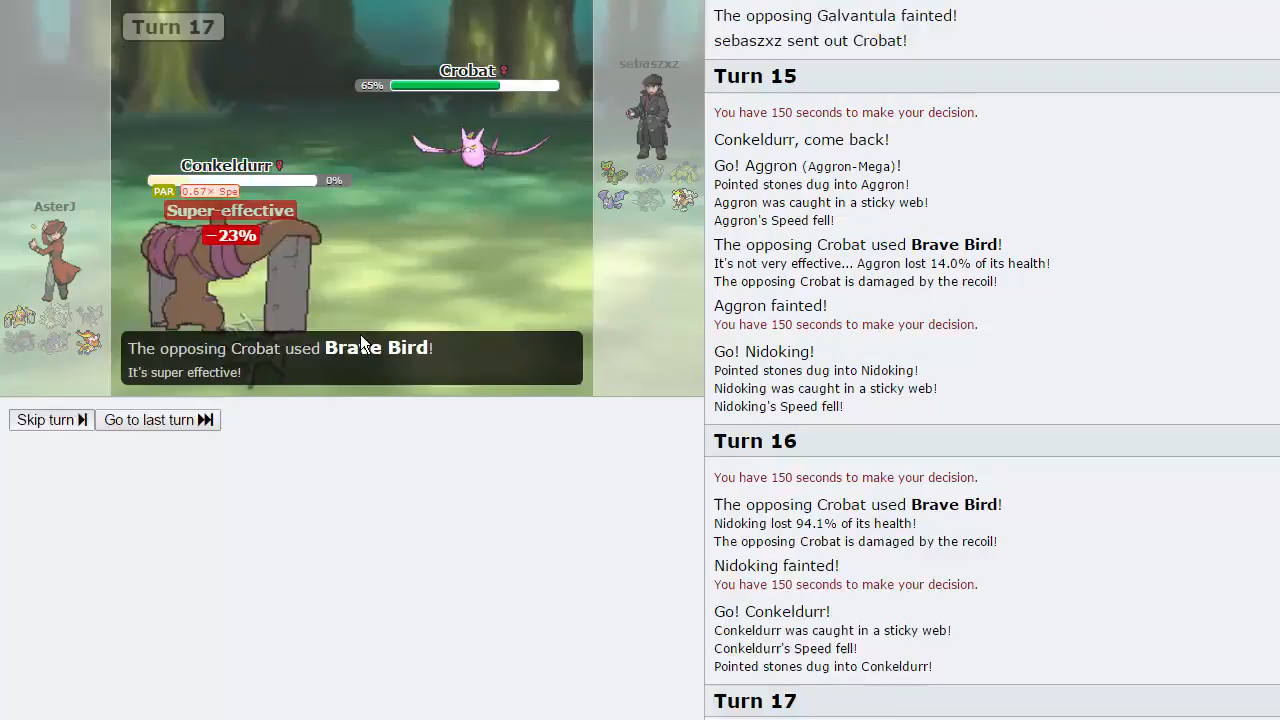 Turn 17
Crobat
65%
sebaszxz
Conkeldurr
0%
PAR 0.67× Spe
Super-effective
−23%
AsterJ
The opposing Crobat used Brave Bird!
It's super effective!
Skip turn
Go to last turn
The opposing Galvantula fainted!
sebaszxz sent out Crobat!
Turn 15
You have 150 seconds to make your decision.
Conkeldurr, come back!
Go! Aggron (Aggron-Mega)!
Pointed stones dug into Aggron!
Aggron was caught in a sticky web!
Aggron's Speed fell!
The opposing Crobat used Brave Bird!
It's not very effective... Aggron lost 14.0% of its health!
The opposing Crobat is damaged by the recoil!
Aggron fainted!
You have 150 seconds to make your decision.
Go! Nidoking!
Pointed stones dug into Nidoking!
Nidoking was caught in a sticky web!
Nidoking's Speed fell!
Turn 16
You have 150 seconds to make your decision.
The opposing Crobat used Brave Bird!
Nidoking lost 94.1% of its health!
The opposing Crobat is damaged by the recoil!
Nidoking fainted!
You have 150 seconds to make your decision.
Go! Conkeldurr!
Conkeldurr was caught in a sticky web!
Conkeldurr's Speed fell!
Pointed stones dug into Conkeldurr!
Turn 17